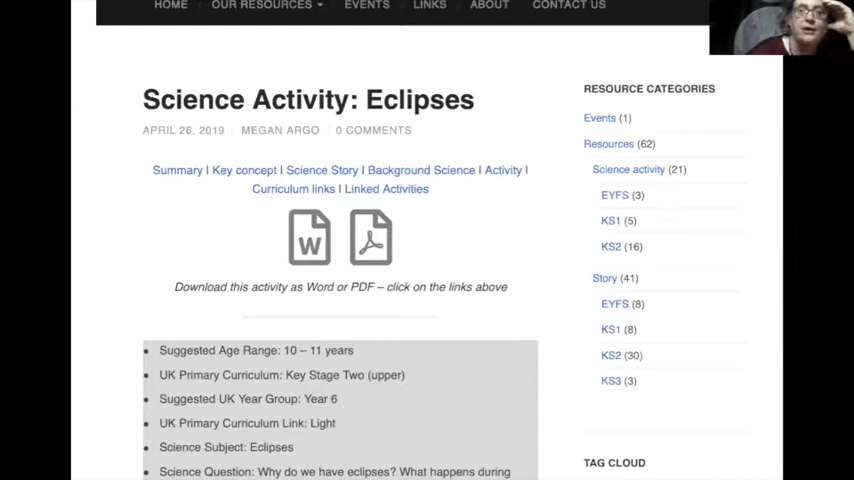 HOME / OUR RESOURCES / EVENTS / LINKS / ABOUT / CONTACT US
Science Activity: Eclipses
APRIL 26, 2019 | MEGAN ARGO | 0 COMMENTS
Summary | Key concept | Science Story | Background Science | Activity |
Curriculum links | Linked Activities
W
Download this activity as Word or PDF – click on the links above
• Suggested Age Range: 10 – 11 years
• UK Primary Curriculum: Key Stage Two (upper)
• Suggested UK Year Group: Year 6
• UK Primary Curriculum Link: Light
• Science Subject: Eclipses
• Science Question: Why do we have eclipses? What happens during
RESOURCE CATEGORIES
Events (1)
Resources (62)
Science activity (21)
EYFS (3)
KS1 (5)
KS2 (16)
Story (41)
EYFS (8)
KS1 (8)
KS2 (30)
KS3 (3)
TAG CLOUD